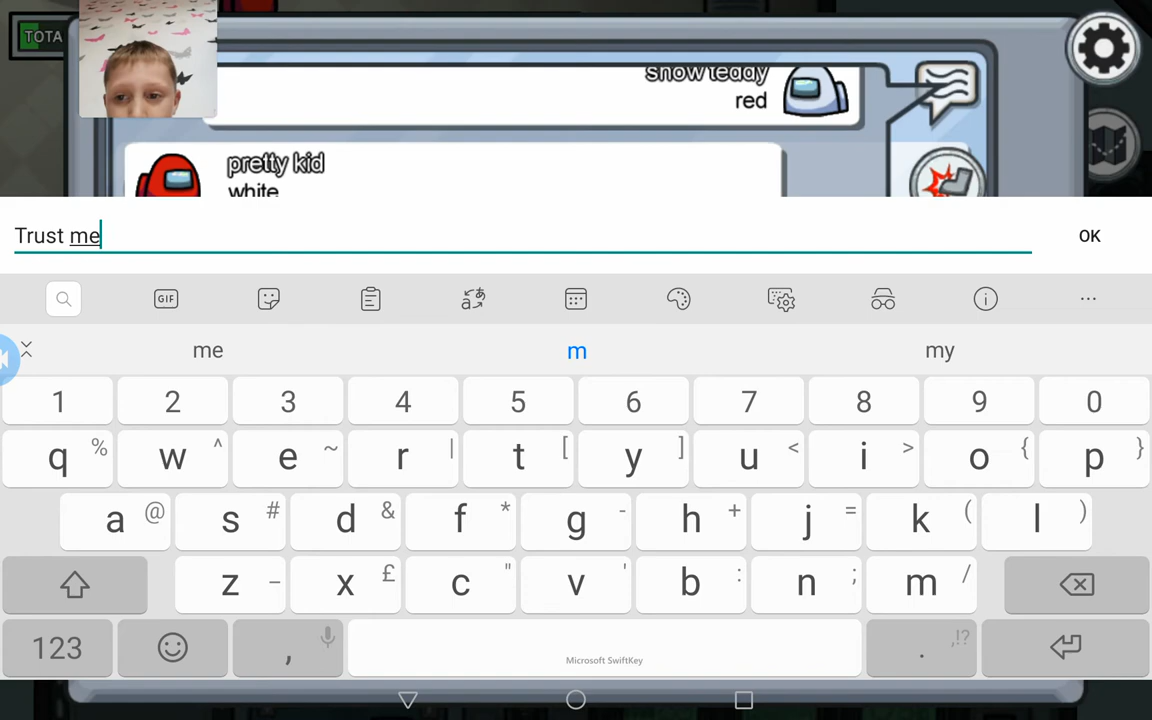 TOTA
snow teddy
red
pretty kid
white
Trust me
OK
GIF
me m my
1 2 3 4 5 6 7 8 9 0
q % w ^ e ~ r | t [ y ] u < i > o { p }
a @ s # d & f * g - h + j = k ( l )
z _ x £ c " v ' b : n ; m /
123 , Microsoft SwiftKey . ,!?